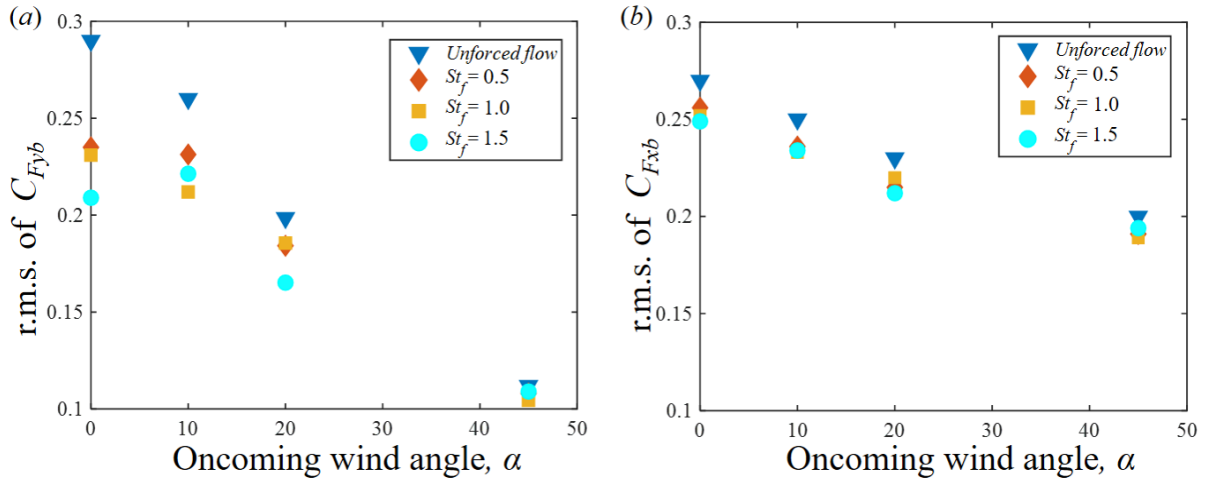 (a)
0.3
0.25
0.2
0.15
0.1
r.m.s. of C_Fyb
Unforced flow
St_f = 0.5
St_f = 1.0
St_f = 1.5
0 10 20 30 40 50
Oncoming wind angle, α
(b)
0.3
0.25
0.2
0.15
0.1
r.m.s. of C_Fxb
Unforced flow
St_f = 0.5
St_f = 1.0
St_f = 1.5
0 10 20 30 40 50
Oncoming wind angle, α